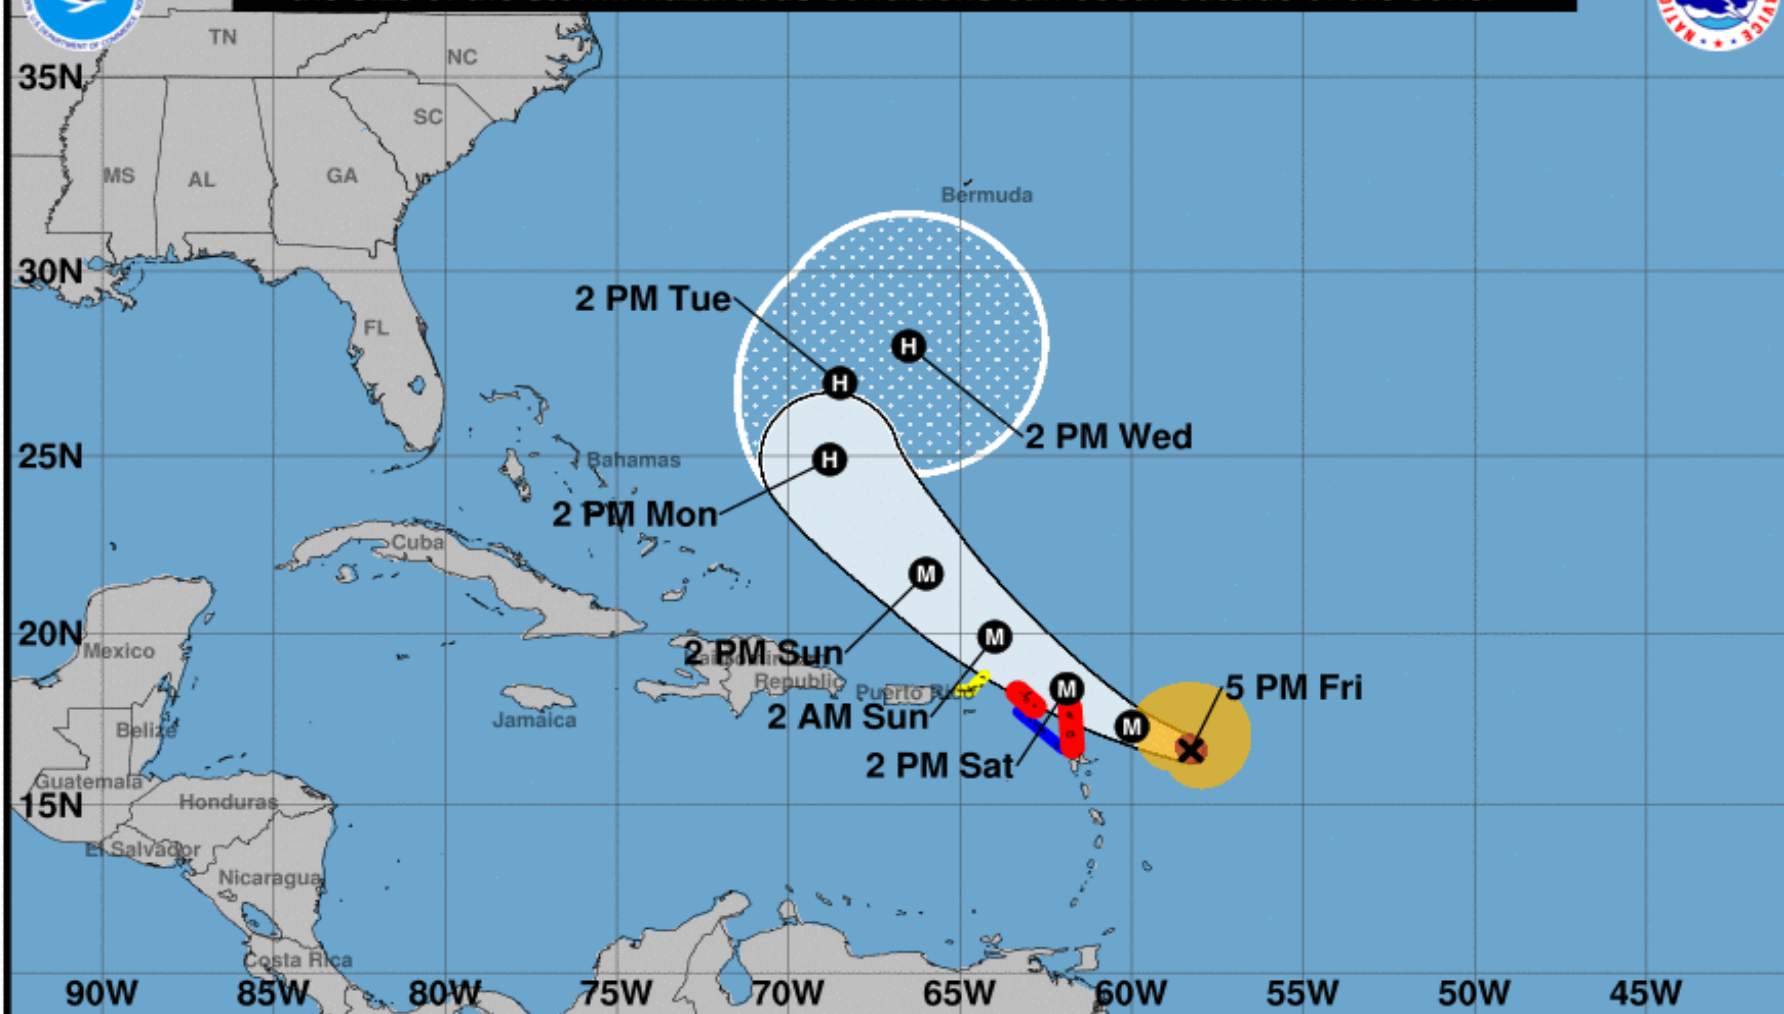 U.S. DEPARTMENT OF COMMERCE
TN
NC
35N
SC
MS
AL
GA
Bermuda
30N
2 PM Tue
FL
H
H
2 PM Wed
25N
Bahamas
H
2 PM Mon
Cuba
M
20N
M
Mexico
2 PM Sun
Republic
5 PM Fri
M
Puerto Rico
2 AM Sun
Jamaica
M
Belize
2 PM Sat
Guatemala
Honduras
15N
El Salvador
Nicaragua
Costa Rica
90W
85W
80W
75W
70W
65W
60W
55W
50W
45W